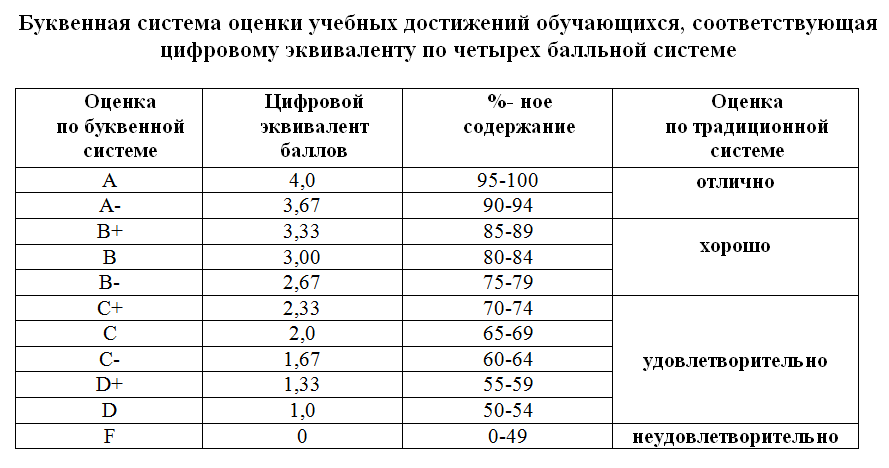 Буквенная система оценки учебных достижений обучающихся, соответствующая
цифровому эквиваленту по четырех балльной системе
Оценка по буквенной системе | Цифровой эквивалент баллов | %- ное содержание | Оценка по традиционной системе
A | 4,0 | 95-100 | отлично
A- | 3,67 | 90-94
B+ | 3,33 | 85-89 | хорошо
B | 3,00 | 80-84
B- | 2,67 | 75-79
C+ | 2,33 | 70-74 | удовлетворительно
C | 2,0 | 65-69
C- | 1,67 | 60-64
D+ | 1,33 | 55-59
D | 1,0 | 50-54
F | 0 | 0-49 | неудовлетворительно